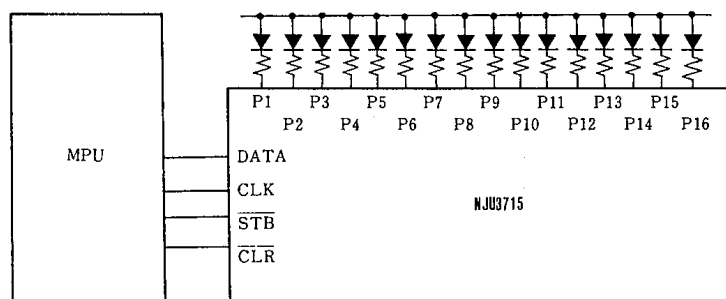 P1 P3 P5 P7 P9 P11 P13 P15
P2 P4 P6 P8 P10 P12 P14 P16
MPU
DATA
CLK
STB
CLR
NJU3715